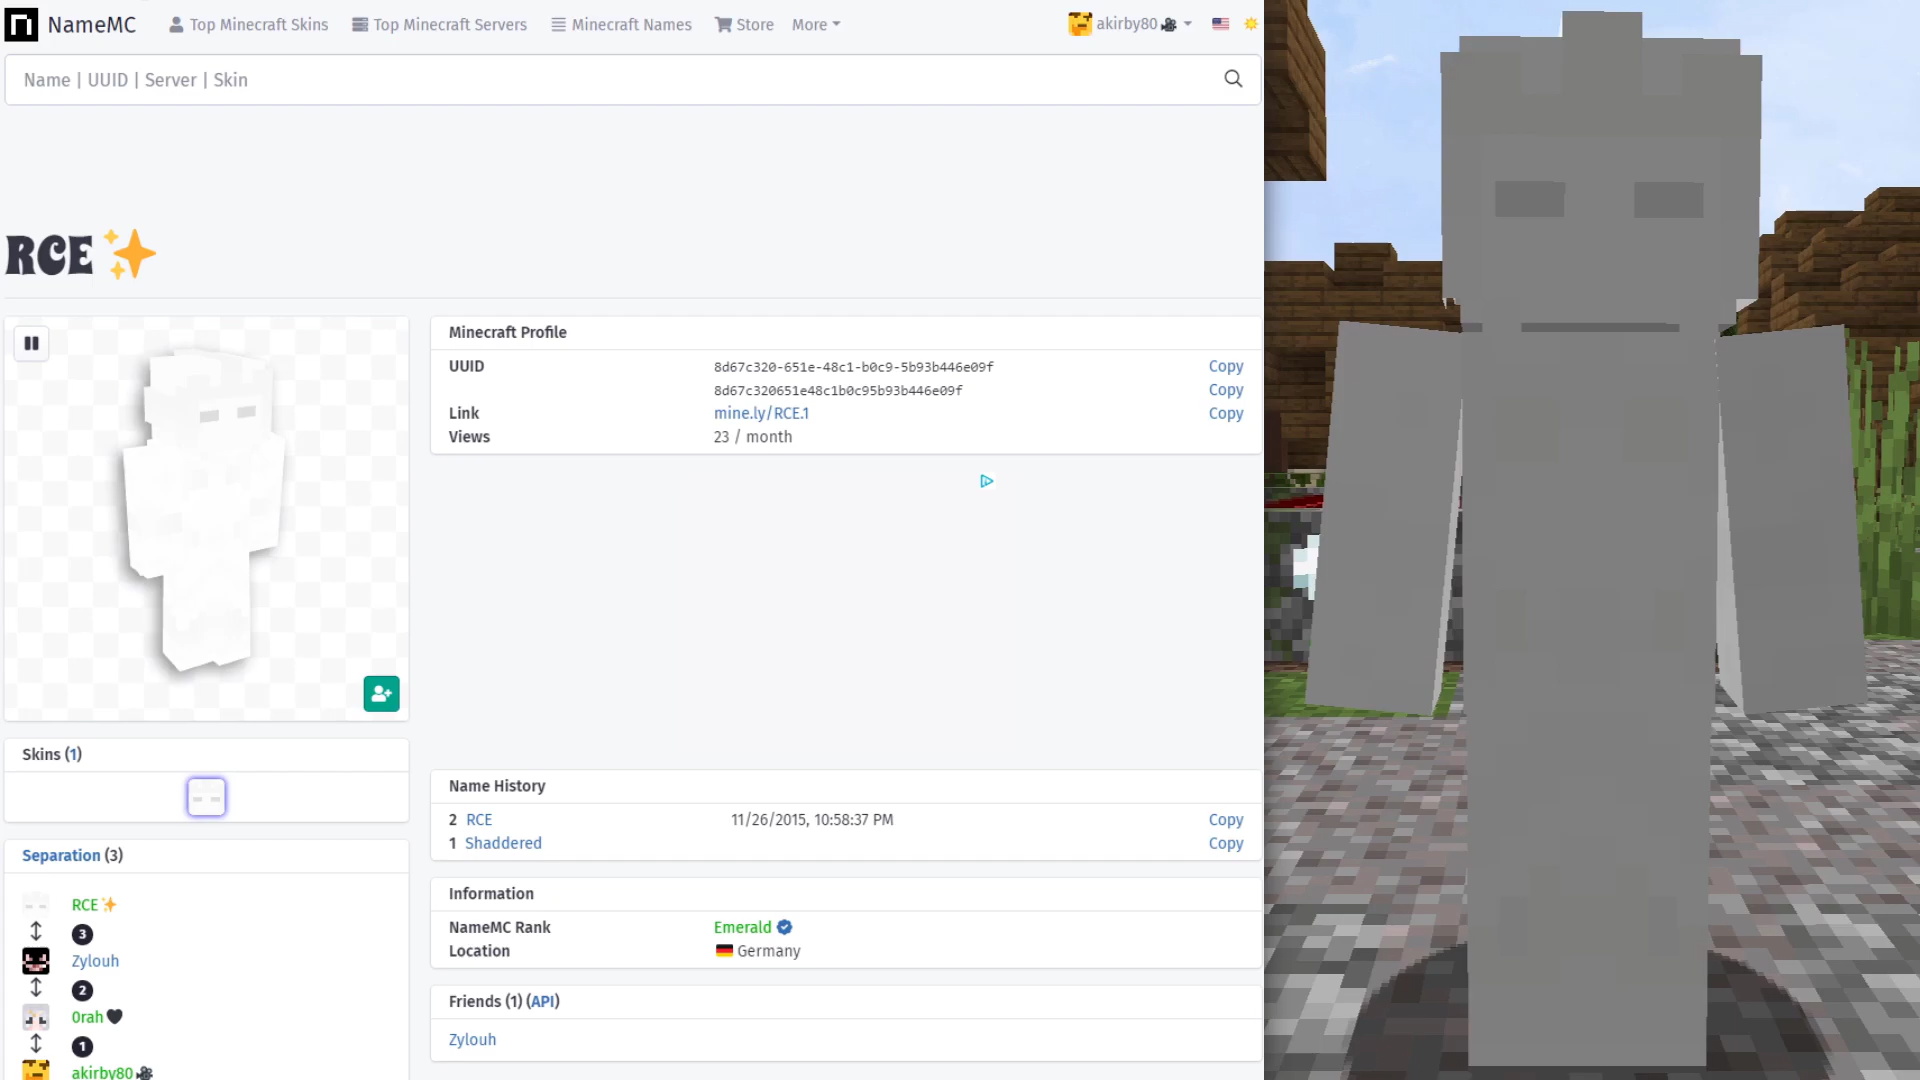 NameMC Top Minecraft Skins Top Minecraft Servers Minecraft Names Store More akirby80
Name | UUID | Server | Skin
RCE
Minecraft Profile
UUID 8d67c320-651e-48c1-b0c9-5b93b446e09f Copy
8d67c320651e48c1b0c95b93b446e09f Copy
Link mine.ly/RCE.1 Copy
Views 23 / month
Skins (1)
Name History
2 RCE 11/26/2015, 10:58:37 PM Copy
1 Shaddered Copy
Separation (3)
RCE
3
Zylouh
2
0rah
1
akirby80
Information
NameMC Rank Emerald
Location Germany
Friends (1) (API)
Zylouh